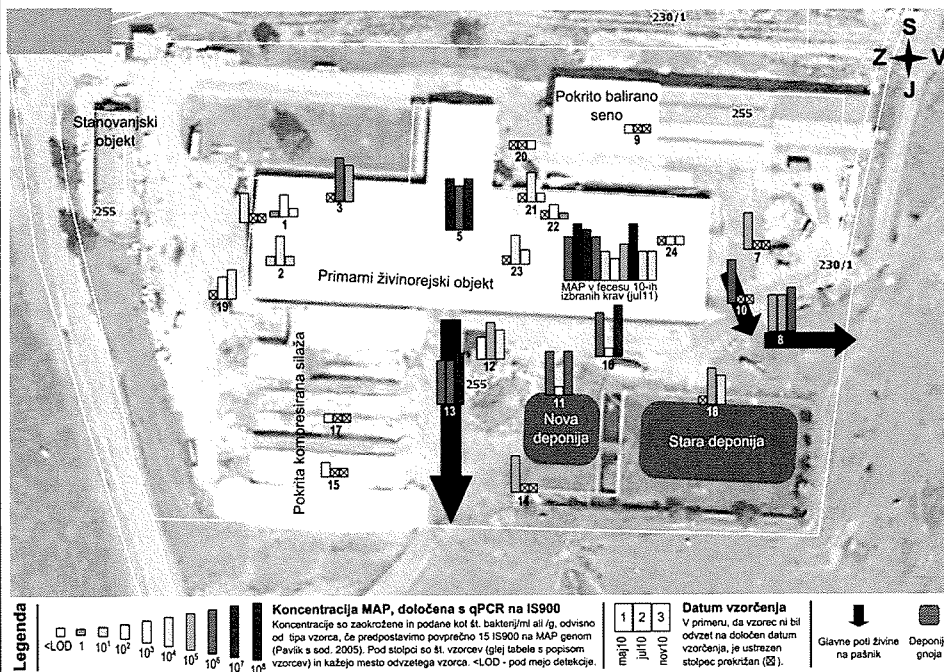 230/1
S
Z V
J
Stanovanjski
objekt
Pokrito balirano
seno
255
9
20
255
3
1
5
21
22
2
23
24
7
Primarni živinorejski objekt
MAP v fecesu 10-ih
izbranih krav (jul11)
230/1
19
10
8
12
255
13
Pokrita kompresirana silaža
11
Nova
deponija
Stara deponija
17
15
14
Legenda
<LOD 1 10¹ 10² 10³ 10⁴ 10⁵ 10⁶ 10⁷ 10⁸
Koncentracija MAP, določena s qPCR na IS900
Koncentracije so zaokrožene in podane kot št. bakterij/ml ali /g, odvisno
od tipa vzorca, če predpostavimo povprečno 15 IS900 na MAP genom
(Pavlik s sod. 2005). Pod stolpci so št. vzorcev (glej tabele s popisom
vzorcev) in kažejo mesto odvzetega vzorca. <LOD - pod mejo detekcije.
1 2 3
maj10 jul10 nov10
Datum vzorčenja
V primeru, da vzorec ni bil
odvzet na določen datum
vzorčenja, je ustrezen
stolpec prekrižan (☒).
Glavne poti živine
na pašnik
Deponij
gnoja